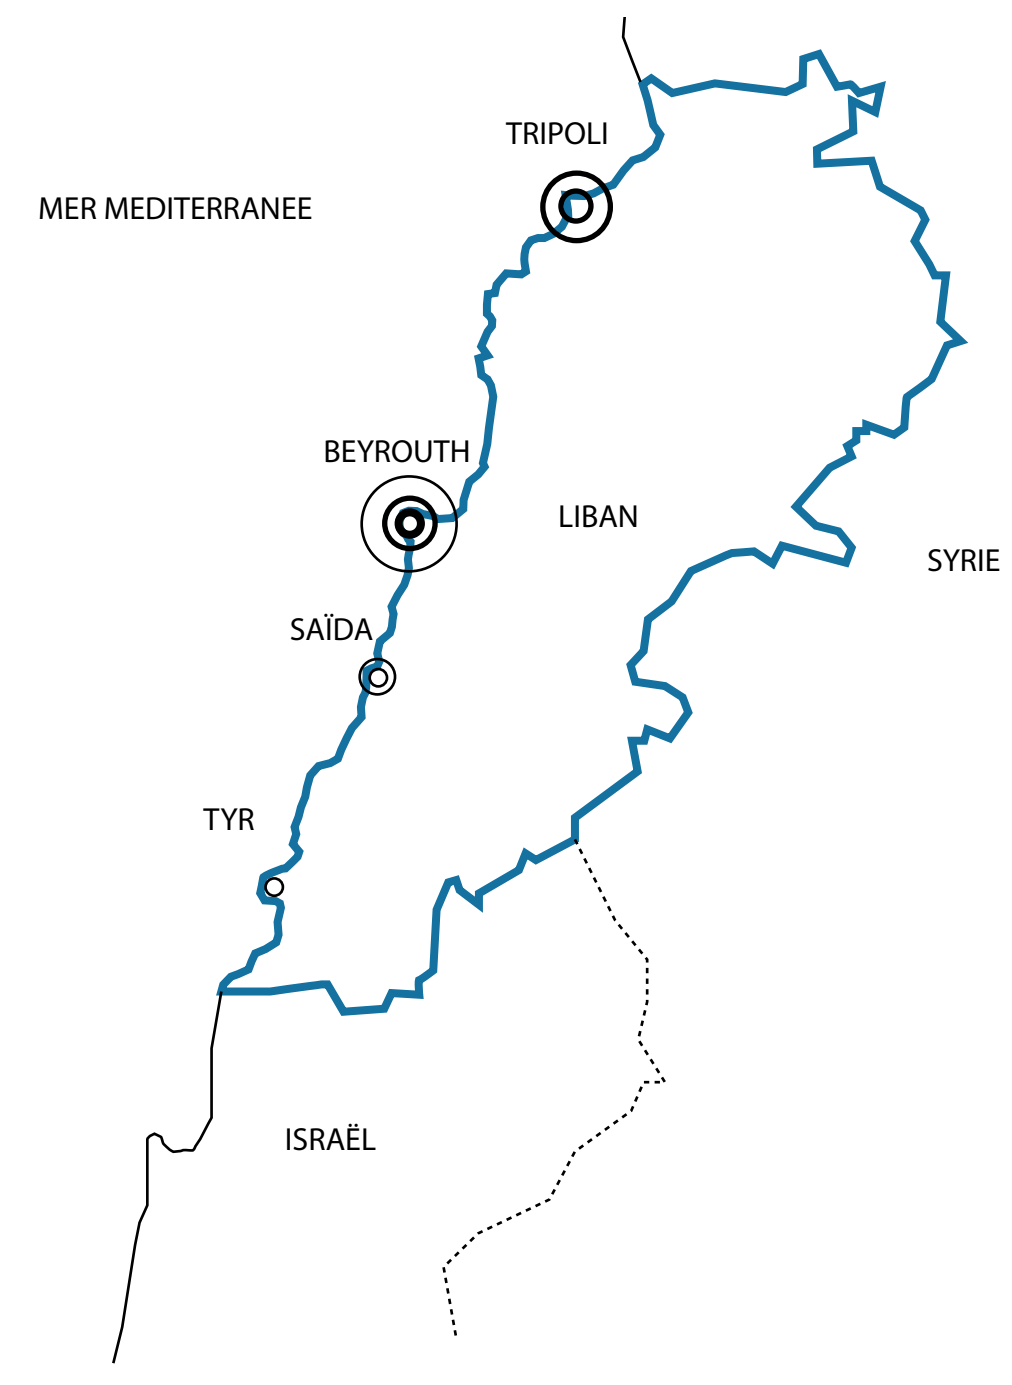 TRIPOLI
MER MEDITERRANEE
BEYROUTH
LIBAN
SYRIE
SAÏDA
TYR
ISRAËL